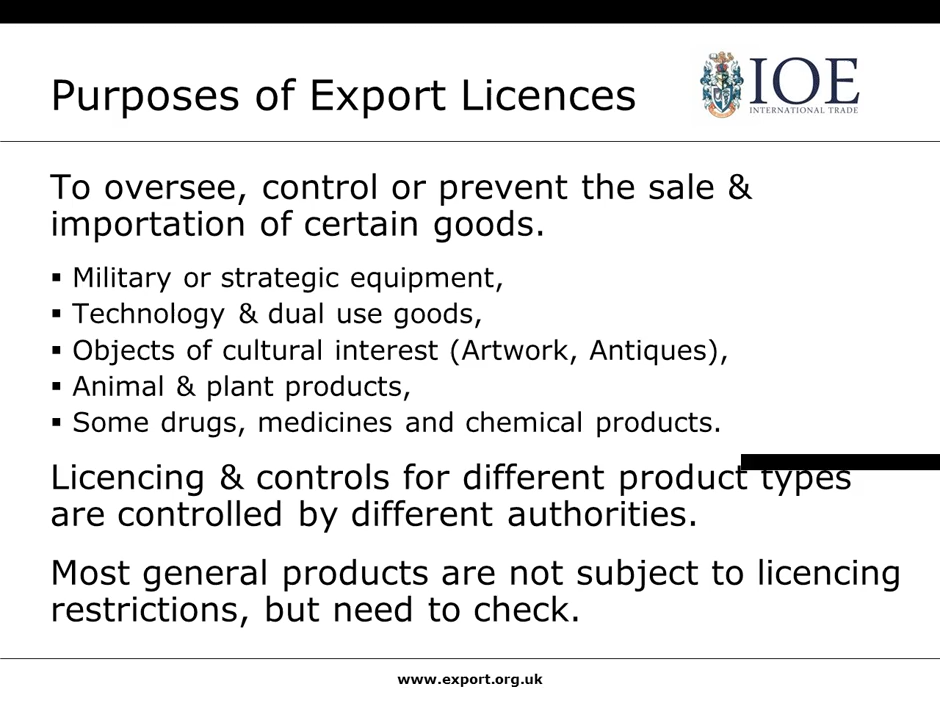 Purposes of Export Licences
IOE
INTERNATIONAL TRADE
To oversee, control or prevent the sale &
importation of certain goods.
▪ Military or strategic equipment,
▪ Technology & dual use goods,
▪ Objects of cultural interest (Artwork, Antiques),
▪ Animal & plant products,
▪ Some drugs, medicines and chemical products.
Licencing & controls for different product types
are controlled by different authorities.
Most general products are not subject to licencing
restrictions, but need to check.
www.export.org.uk